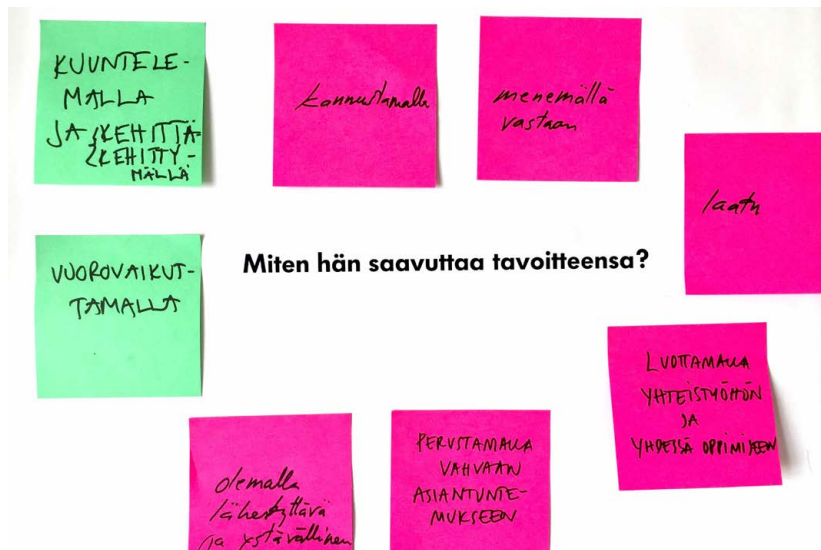 KUUNTELE-
MALLA
JA {KEHITTÄ-
{KEHITTY-
MÄLLÄ
kannustamalla
menemällä
vastaan
laatu
VUOROVAIKUT-
TAMALLA
Miten hän saavuttaa tavoitteensa?
LUOTTAMALLA
YHTEISTYÖHÖN
JA
YHDESSÄ OPPIMISEEN
olemalla
lähestyttävä
ja ystävällinen
PERUSTAMALLA
VAHVAAN
ASIANTUNTE-
MUKSEEN